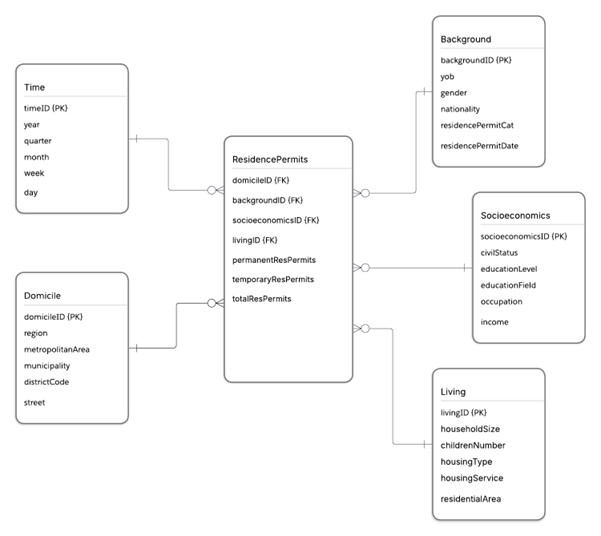 Time
timeID {PK}
year
quarter
month
week
day
Domicile
domicileID {PK}
region
metropolitanArea
municipality
districtCode
street
ResidencePermits
domicileID {FK}
backgroundID {FK}
socioeconomicsID {FK}
livingID {FK}
permanentResPermits
temporaryResPermits
totalResPermits
Background
backgroundID {PK}
yob
gender
nationality
residencePermitCat
residencePermitDate
Socioeconomics
socioeconomicsID {PK}
civilStatus
educationLevel
educationField
occupation
income
Living
livingID {PK}
householdSize
childrenNumber
housingType
housingService
residentialArea